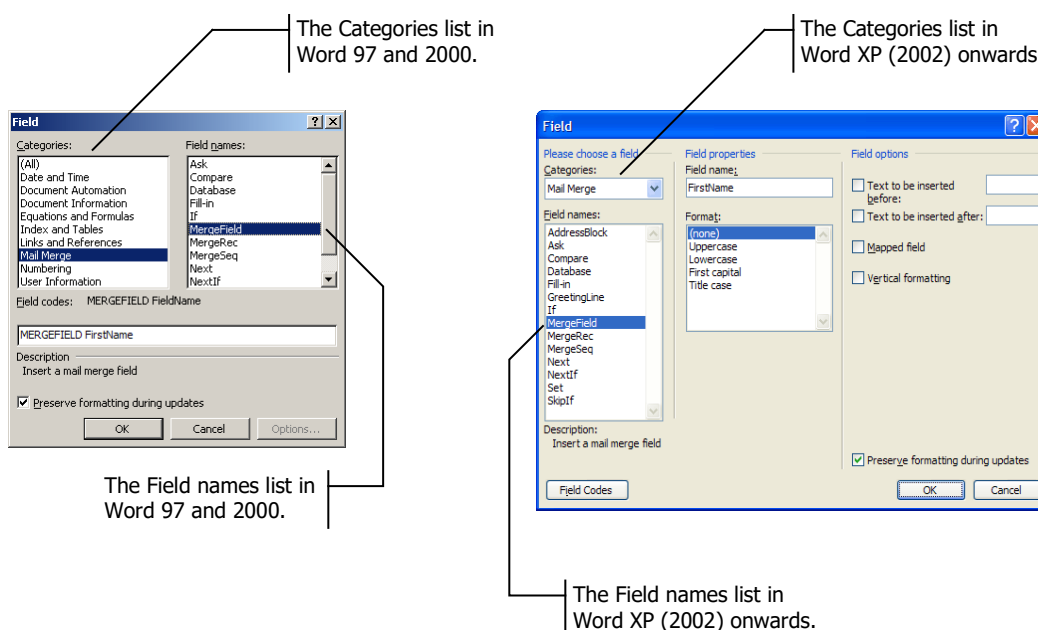 The Categories list in
Word 97 and 2000.
The Categories list in
Word XP (2002) onwards
Field
Categories:
Field names:
(All)
Date and Time
Document Automation
Document Information
Equations and Formulas
Index and Tables
Links and References
Mail Merge
Numbering
User Information
Ask
Compare
Database
Fill-in
If
MergeField
MergeRec
MergeSeq
Next
NextIf
Field codes: MERGEFIELD FieldName
MERGEFIELD FirstName
Description
Insert a mail merge field
Preserve formatting during updates
OK
Cancel
Options...
The Field names list in
Word 97 and 2000.
Field
Please choose a field
Categories:
Mail Merge
Field names:
AddressBlock
Ask
Compare
Database
Fill-in
GreetingLine
If
MergeField
MergeRec
MergeSeq
Next
NextIf
Set
SkipIf
Description:
Insert a mail merge field
Field Codes
Field properties
Field name:
FirstName
Format:
(none)
Uppercase
Lowercase
First capital
Title case
Field options
Text to be inserted
before:
Text to be inserted after:
Mapped field
Vertical formatting
Preserve formatting during updates
OK
Cancel
The Field names list in
Word XP (2002) onwards.